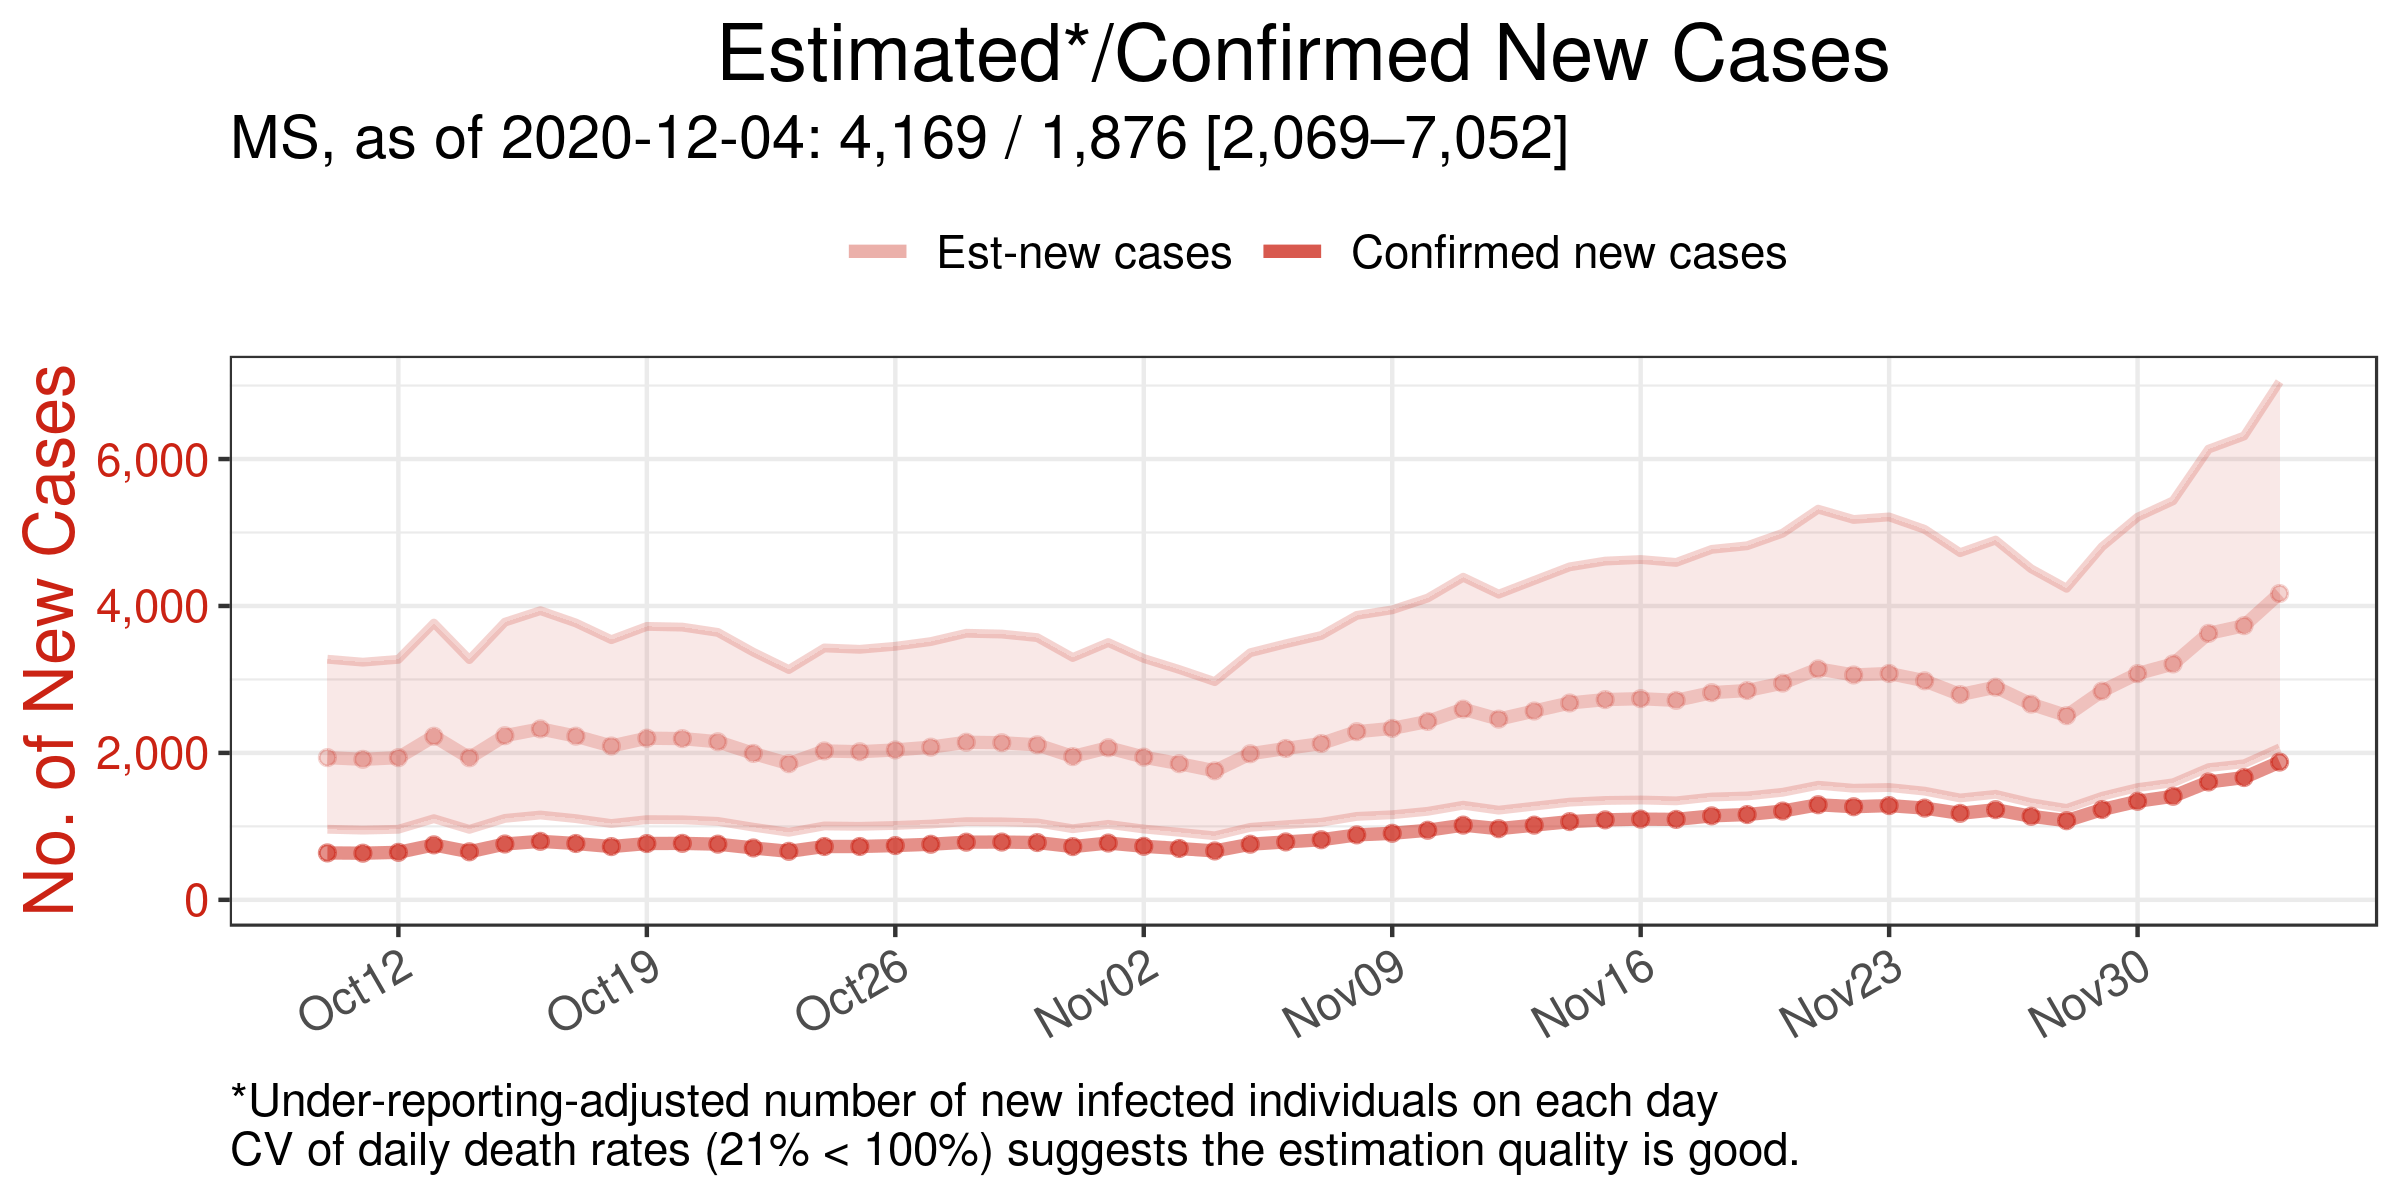 Estimated*/Confirmed New Cases
MS, as of 2020-12-04: 4,169 / 1,876 [2,069–7,052]
Est-new cases
Confirmed new cases
No. of New Cases
6,000
4,000
2,000
0
Oct12
Oct19
Oct26
Nov02
Nov09
Nov16
Nov23
Nov30
*Under-reporting-adjusted number of new infected individuals on each day
CV of daily death rates (21% < 100%) suggests the estimation quality is good.